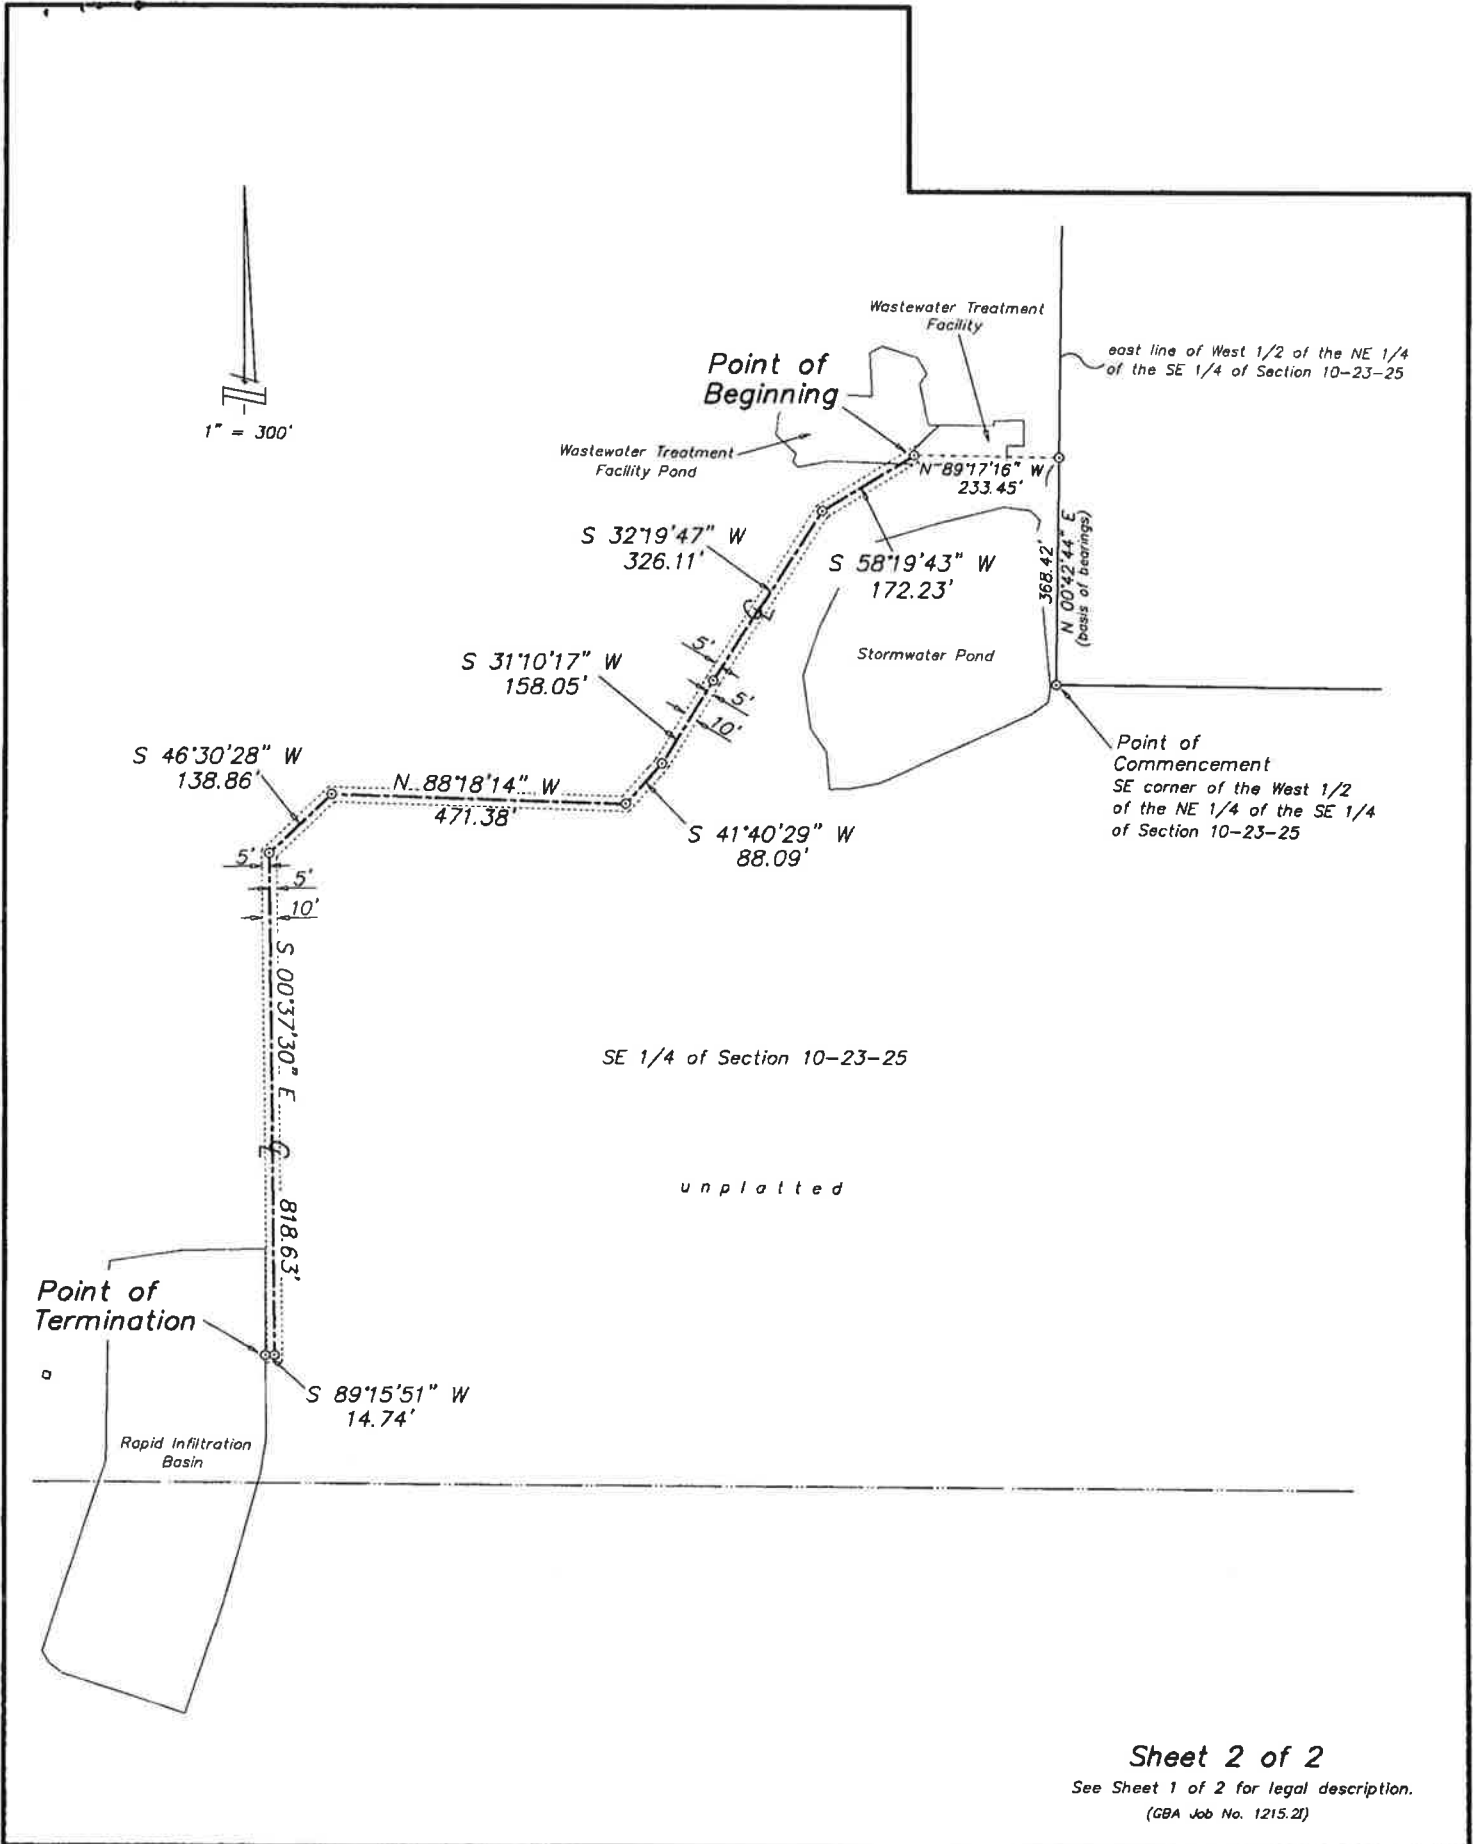 1" = 300'
Wastewater Treatment
Facility
east line of West 1/2 of the NE 1/4
of the SE 1/4 of Section 10-23-25
Point of
Beginning
Wastewater Treatment
Facility Pond
N 89°17'16" W
233.45'
S 32°19'47" W
326.11'
S 58°19'43" W
172.23'
368.42'
N 00°42'44" E
(basis of bearings)
Stormwater Pond
5'
S 31°10'17" W
158.05'
5'
10'
Point of
Commencement
SE corner of the West 1/2
of the NE 1/4 of the SE 1/4
of Section 10-23-25
S 46°30'28" W
138.86'
N 88°18'14" W
471.38'
S 41°40'29" W
88.09'
5'
5'
10'
S 00°37'30" E
818.63'
SE 1/4 of Section 10-23-25
unplatted
Point of
Termination
S 89°15'51" W
14.74'
Rapid Infiltration
Basin
Sheet 2 of 2
See Sheet 1 of 2 for legal description.
(GBA Job No. 1215.21)